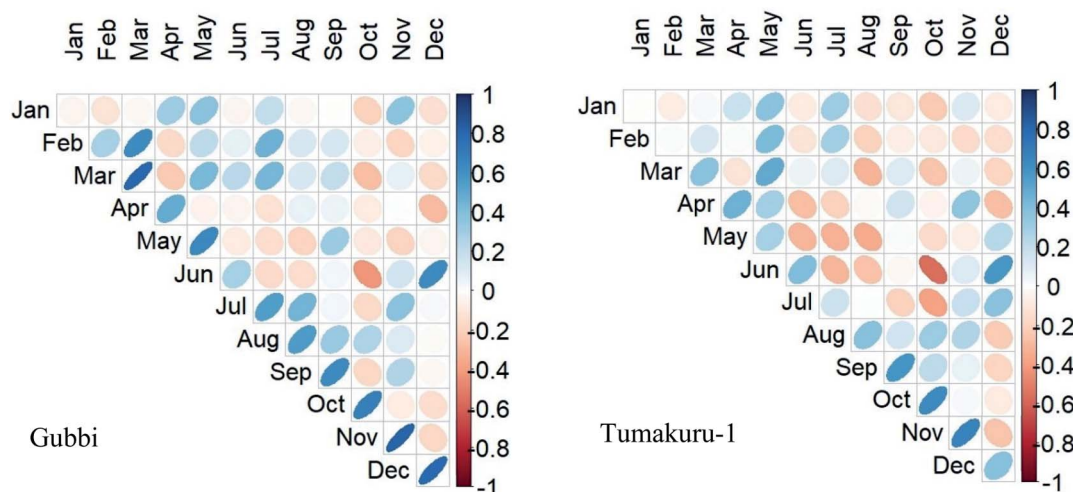 Jan Feb Mar Apr May Jun Jul Aug Sep Oct Nov Dec
Jan
Feb
Mar
Apr
May
Jun
Jul
Aug
Sep
Oct
Nov
Dec
1
0.8
0.6
0.4
0.2
0
-0.2
-0.4
-0.6
-0.8
-1
Gubbi
Jan Feb Mar Apr May Jun Jul Aug Sep Oct Nov Dec
Jan
Feb
Mar
Apr
May
Jun
Jul
Aug
Sep
Oct
Nov
Dec
1
0.8
0.6
0.4
0.2
0
-0.2
-0.4
-0.6
-0.8
-1
Tumakuru-1